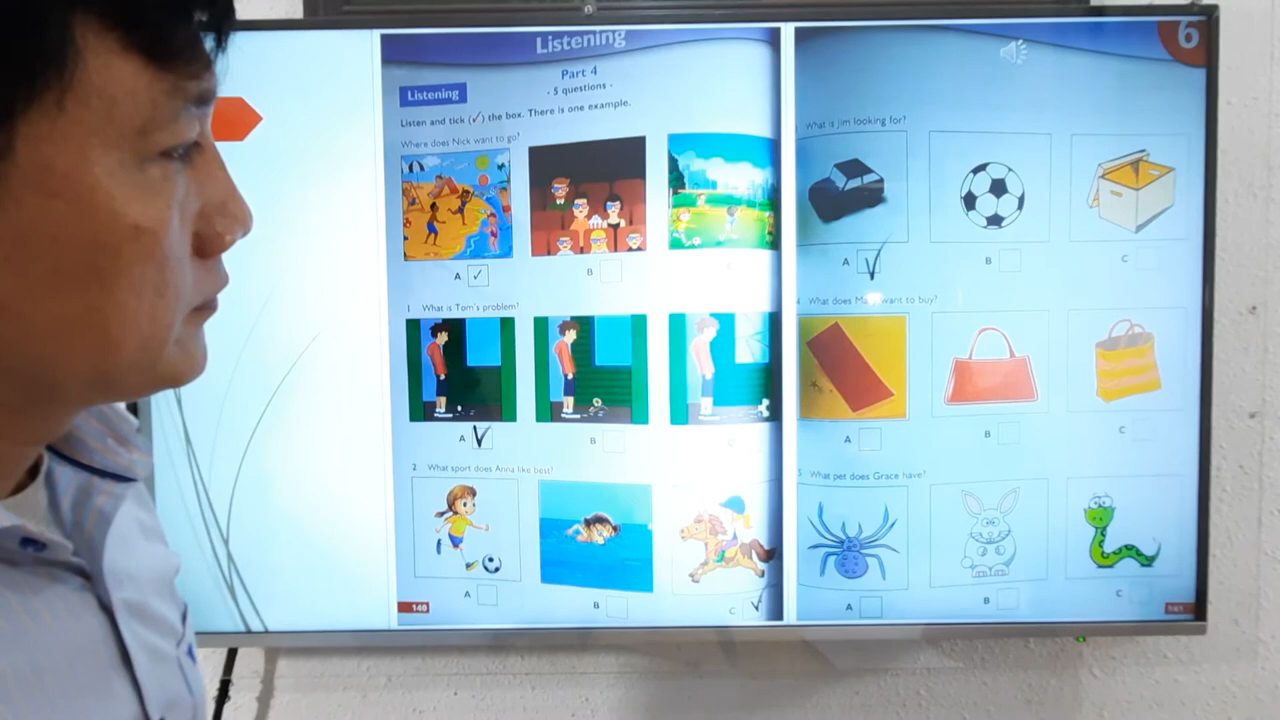 Listening
Part 4
- 5 questions -
Listening
Listen and tick (✓) the box. There is one example.
Where does Nick want to go?
A ✓
B
C
1 What is Tom's problem?
A V
B
C
2 What sport does Anna like best?
A
B
C V
140
6
What is Jim looking for?
A V
B
C
4 What does want to buy?
A
B
C
5 What pet does Grace have?
A
B
C